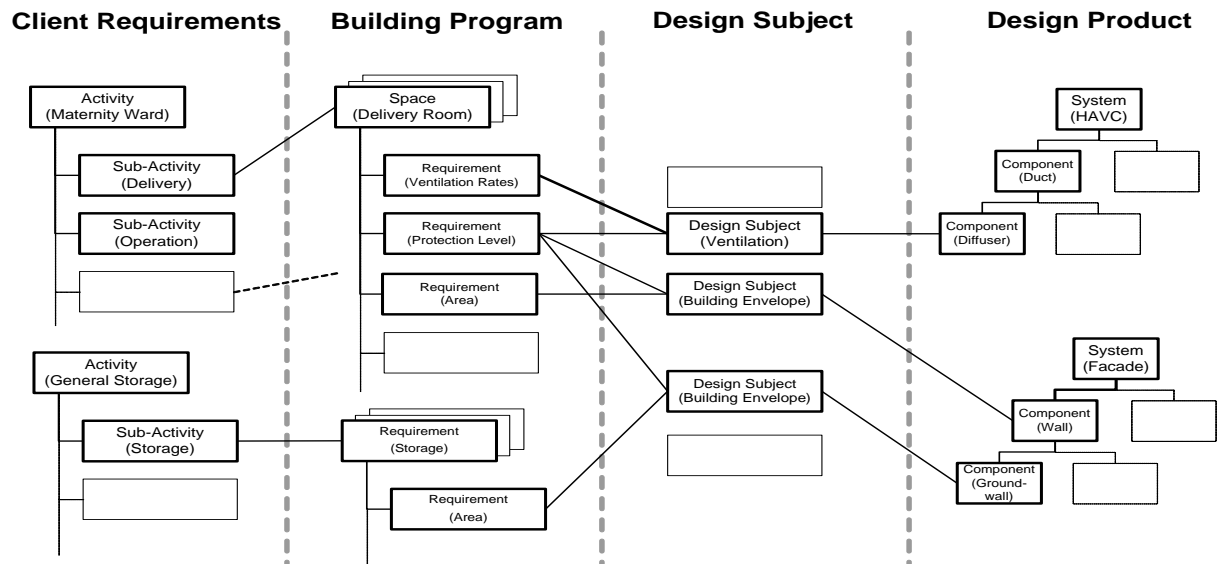 Client Requirements
Building Program
Design Subject
Design Product
Activity
(Maternity Ward)
Sub-Activity
(Delivery)
Sub-Activity
(Operation)
Activity
(General Storage)
Sub-Activity
(Storage)
Space
(Delivery Room)
Requirement
(Ventilation Rates)
Requirement
(Protection Level)
Requirement
(Area)
Requirement
(Storage)
Requirement
(Area)
Design Subject
(Ventilation)
Design Subject
(Building Envelope)
Design Subject
(Building Envelope)
System
(HAVC)
Component
(Duct)
Component
(Diffuser)
System
(Facade)
Component
(Wall)
Component
(Ground-
wall)